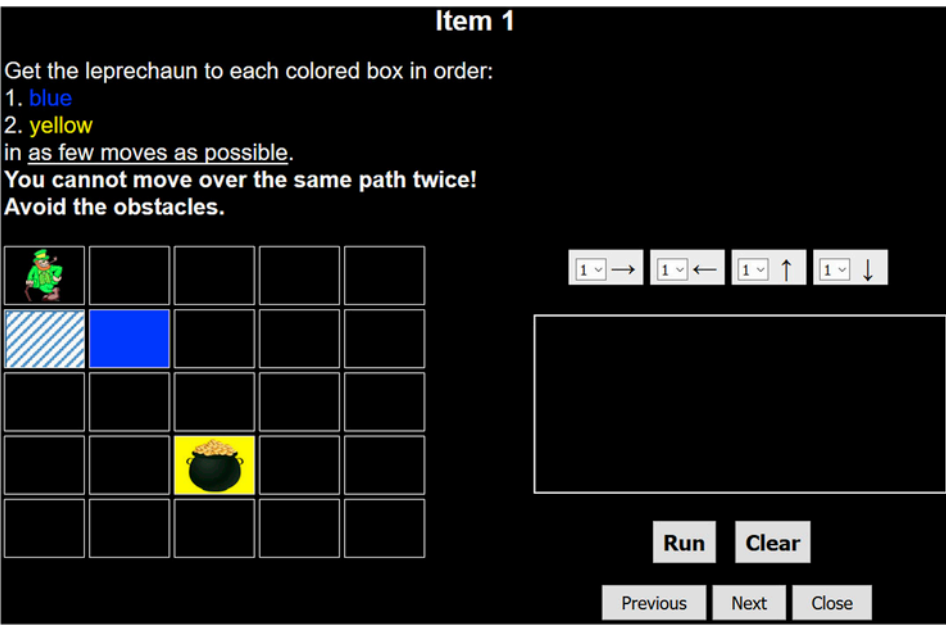 Item 1
Get the leprechaun to each colored box in order:
1. blue
2. yellow
in as few moves as possible.
You cannot move over the same path twice!
Avoid the obstacles.
1 → 1 ← 1 ↑ 1 ↓
Run Clear
Previous Next Close